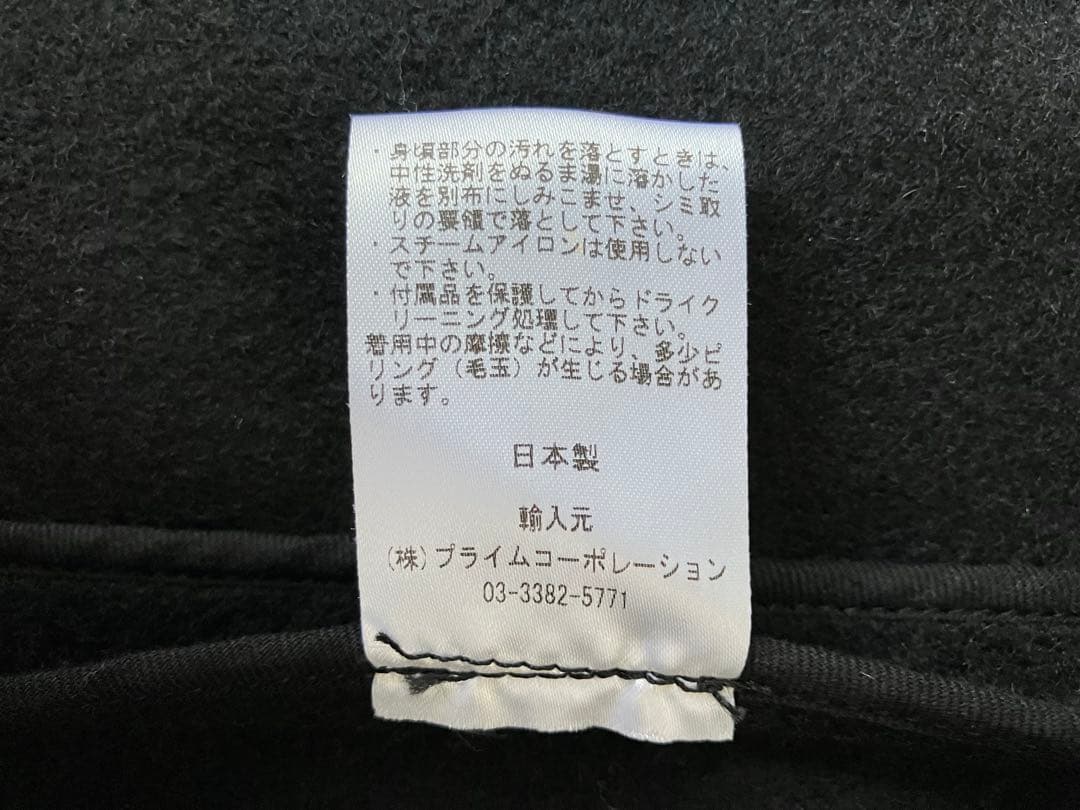 ・身頃部分の汚れを落とすときは、
中性洗剤をぬるま湯に溶かした
液を別布にしみこませ、シミ取
りの要領で落として下さい。
・スチームアイロンは使用しない
で下さい。
・付属品を保護してからドライク
リーニング処理して下さい。
着用中の摩擦などにより、多少ピ
リング（毛玉）が生じる場合があ
ります。
日本製
輸入元
(株)プライムコーポレーション
03-3382-5771